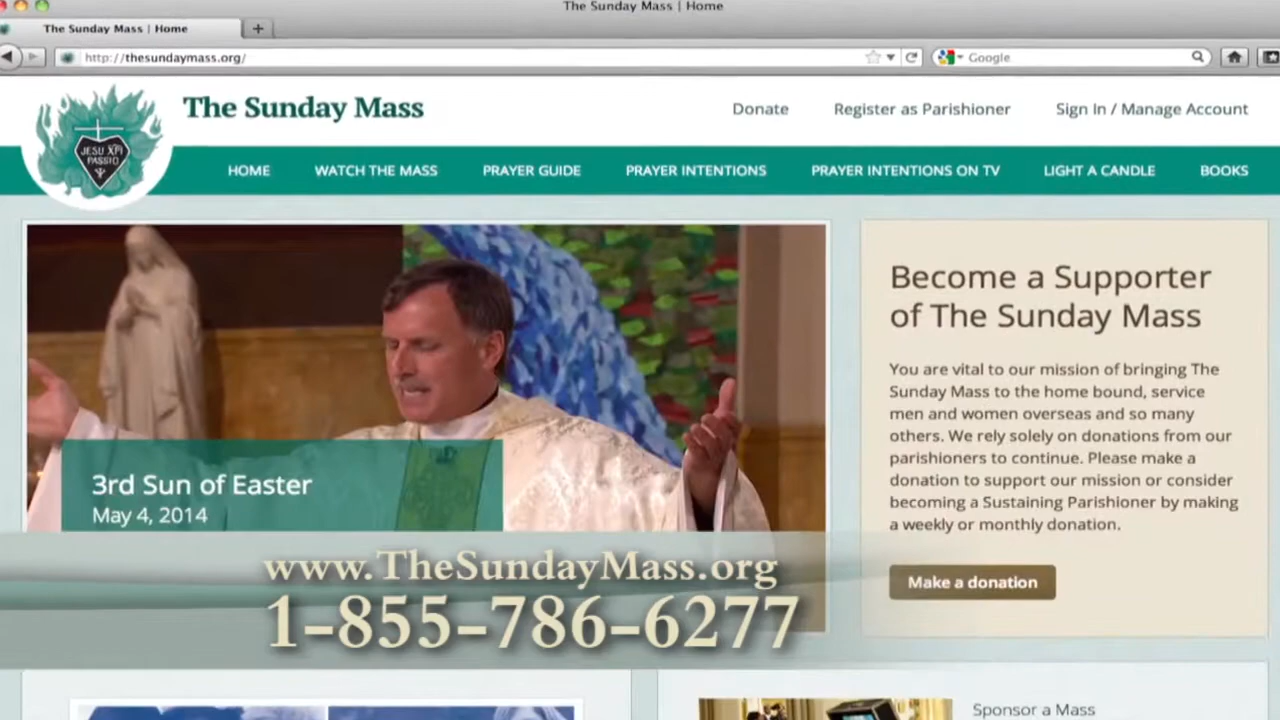 The Sunday Mass | Home
The Sunday Mass | Home
http://thesundaymass.org/
Google
JESU XPI
PASSIO
The Sunday Mass
Donate
Register as Parishioner
Sign In / Manage Account
HOME
WATCH THE MASS
PRAYER GUIDE
PRAYER INTENTIONS
PRAYER INTENTIONS ON TV
LIGHT A CANDLE
BOOKS
3rd Sun of Easter
May 4, 2014
Become a Supporter
of The Sunday Mass
You are vital to our mission of bringing The
Sunday Mass to the home bound, service
men and women overseas and so many
others. We rely solely on donations from our
parishioners to continue. Please make a
donation to support our mission or consider
becoming a Sustaining Parishioner by making
a weekly or monthly donation.
Make a donation
www.TheSundayMass.org
1-855-786-6277
Sponsor a Mass